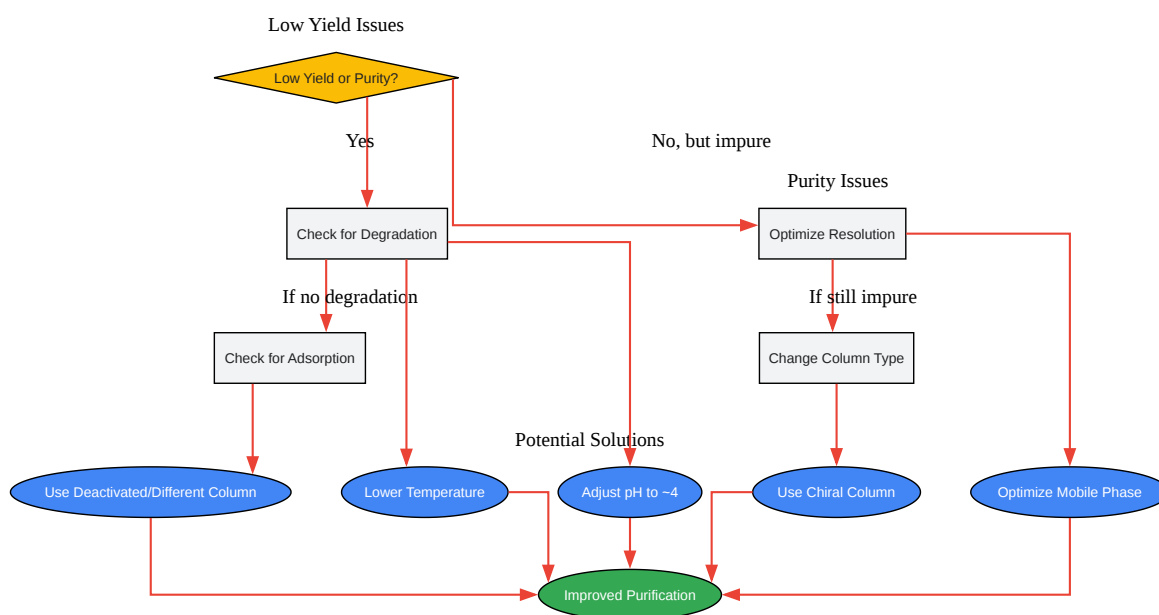 Low Yield Issues
Low Yield or Purity?
Yes
No, but impure
Purity Issues
Check for Degradation
Optimize Resolution
If no degradation
If still impure
Check for Adsorption
Change Column Type
Potential Solutions
Use Deactivated/Different Column
Lower Temperature
Adjust pH to ~4
Use Chiral Column
Optimize Mobile Phase
Improved Purification